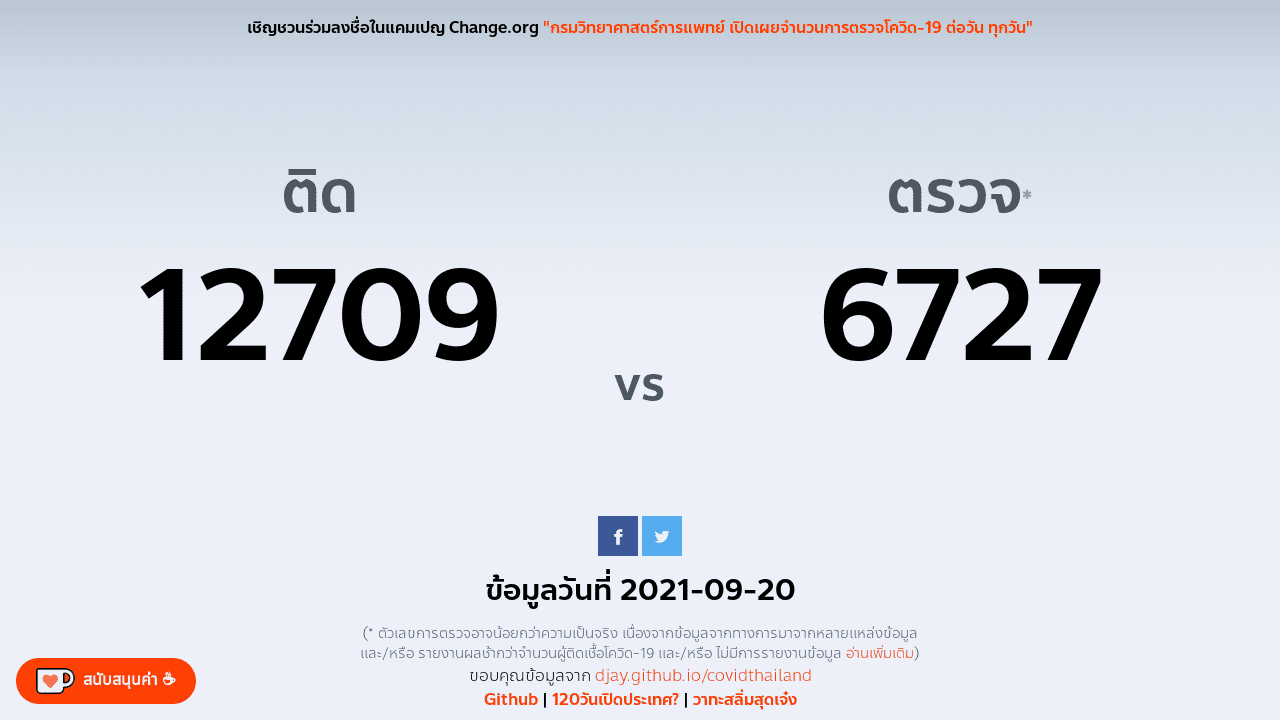 เชิญชวนร่วมลงชื่อในแคมเปญ Change.org "กรมวิทยาศาสตร์การแพทย์ เปิดเผยจำนวนการตรวจโควิด-19 ต่อวัน ทุกวัน"
ติด
12709
vs
ตรวจ*
6727
ข้อมูลวันที่ 2021-09-20
(* ตัวเลขการตรวจอาจน้อยกว่าความเป็นจริง เนื่องจากข้อมูลจากทางการมาจากหลายแหล่งข้อมูล
และ/หรือ รายงานผลช้ากว่าจำนวนผู้ติดเชื้อโควิด-19 และ/หรือ ไม่มีการรายงานข้อมูล อ่านเพิ่มเติม)
ขอบคุณข้อมูลจาก djay.github.io/covidthailand
Github | 120วันเปิดประเทศ? | วาทะสลิ่มสุดเจ๋ง
สนับสนุนค่า ☕